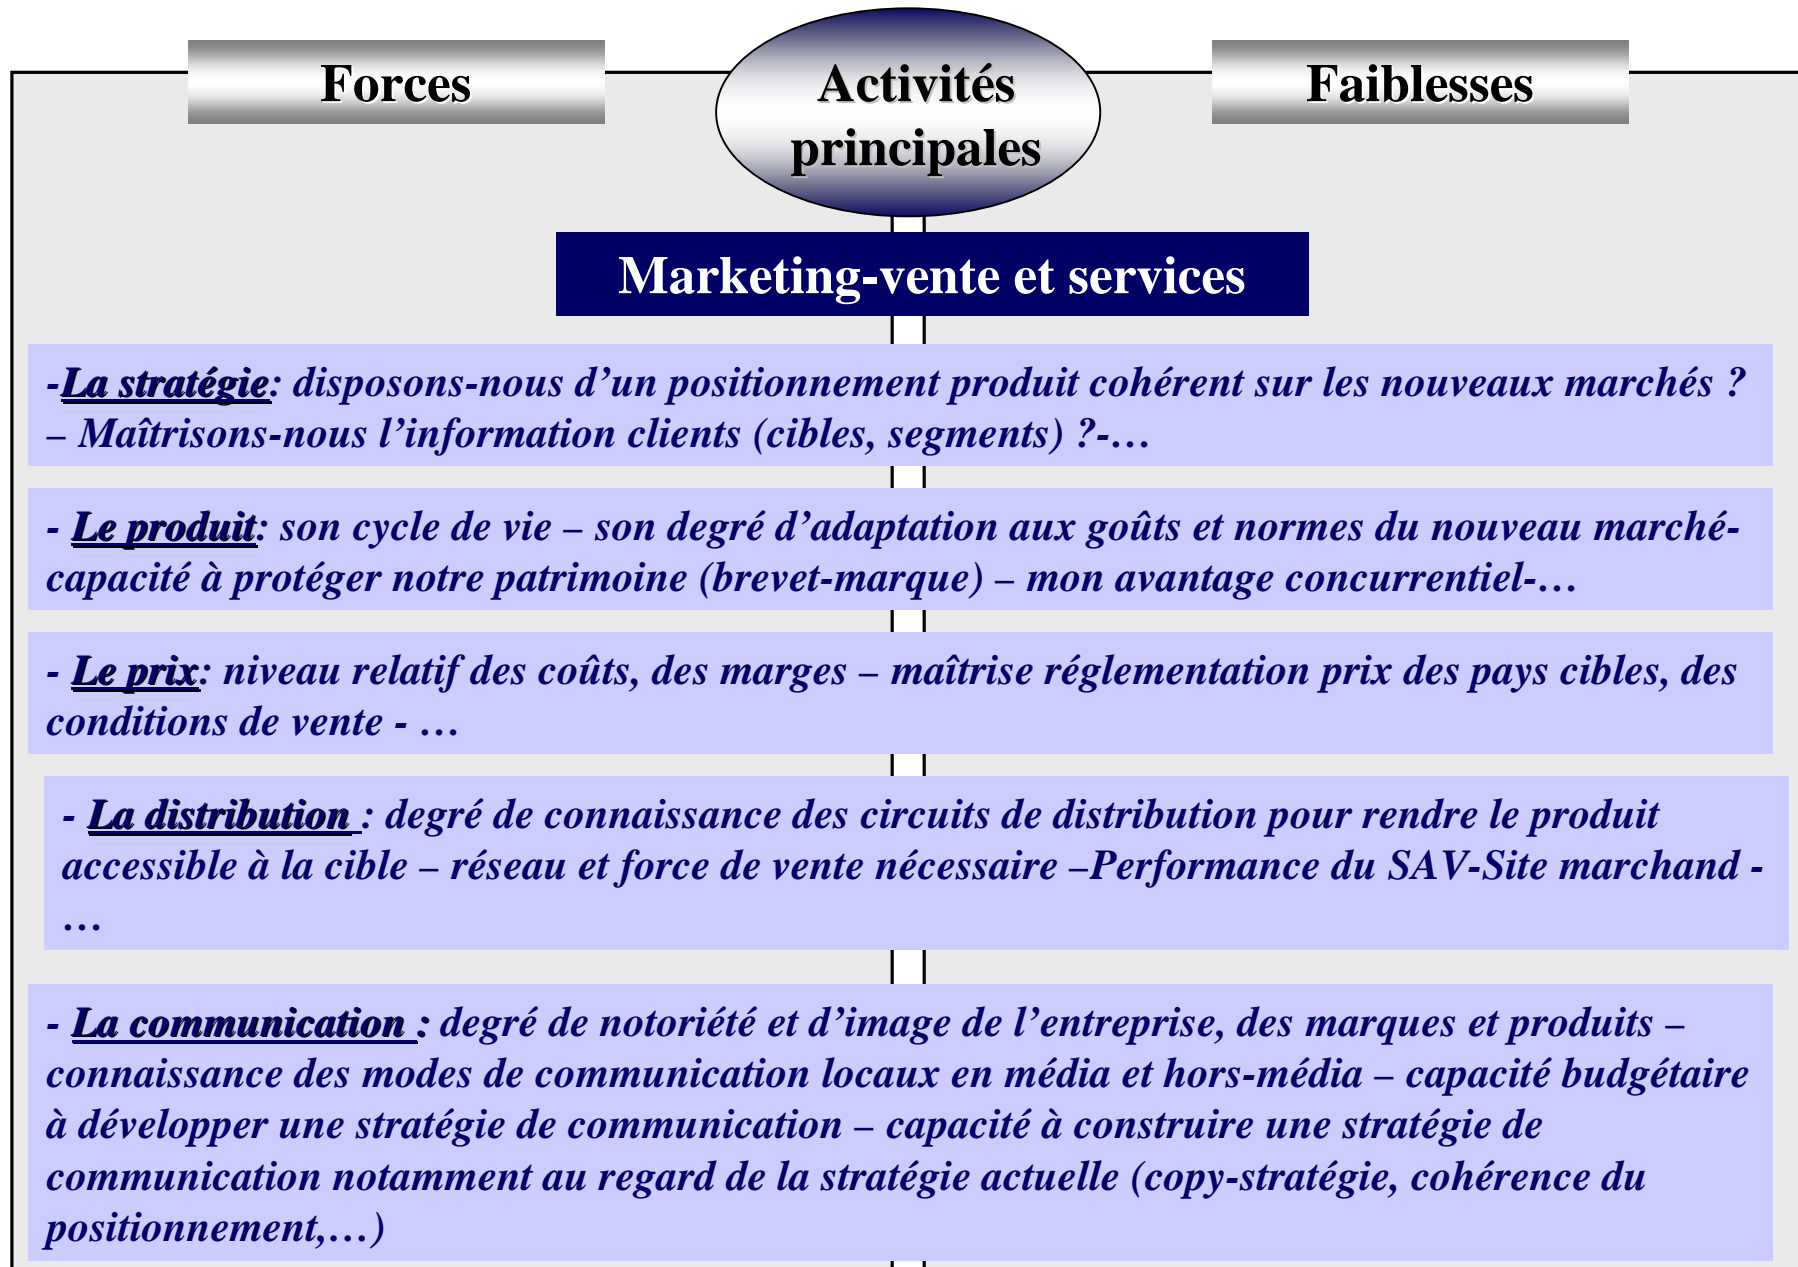 Forces
Activités
principales
Faiblesses
Marketing-vente et services
-La stratégie: disposons-nous d’un positionnement produit cohérent sur les nouveaux marchés ?
– Maîtrisons-nous l’information clients (cibles, segments) ?-…
- Le produit: son cycle de vie – son degré d’adaptation aux goûts et normes du nouveau marché-
capacité à protéger notre patrimoine (brevet-marque) – mon avantage concurrentiel-…
- Le prix: niveau relatif des coûts, des marges – maîtrise réglementation prix des pays cibles, des
conditions de vente - …
- La distribution : degré de connaissance des circuits de distribution pour rendre le produit
accessible à la cible – réseau et force de vente nécessaire –Performance du SAV-Site marchand -
…
- La communication : degré de notoriété et d’image de l’entreprise, des marques et produits –
connaissance des modes de communication locaux en média et hors-média – capacité budgétaire
à développer une stratégie de communication – capacité à construire une stratégie de
communication notamment au regard de la stratégie actuelle (copy-stratégie, cohérence du
positionnement,…)